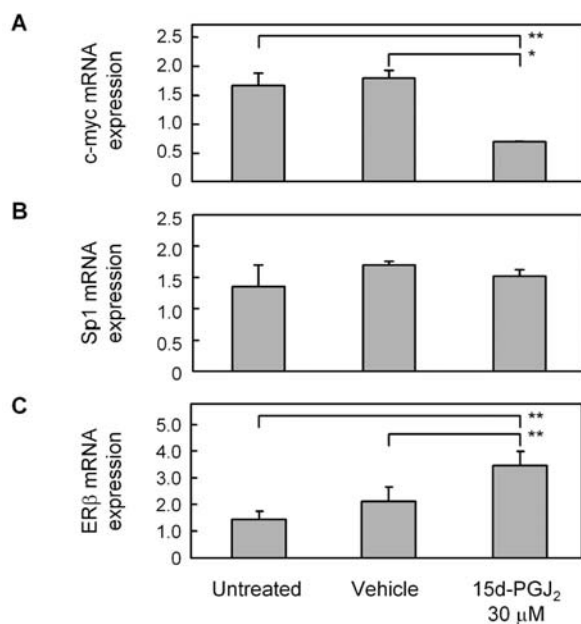 A
c-myc mRNA
expression
2.5
2.0
1.5
1.0
0.5
0
**
*
B
Sp1 mRNA
expression
2.5
2.0
1.5
1.0
0.5
0
C
ERβ mRNA
expression
5.0
4.0
3.0
2.0
1.0
0
**
**
Untreated
Vehicle
15d-PGJ₂
30 μM